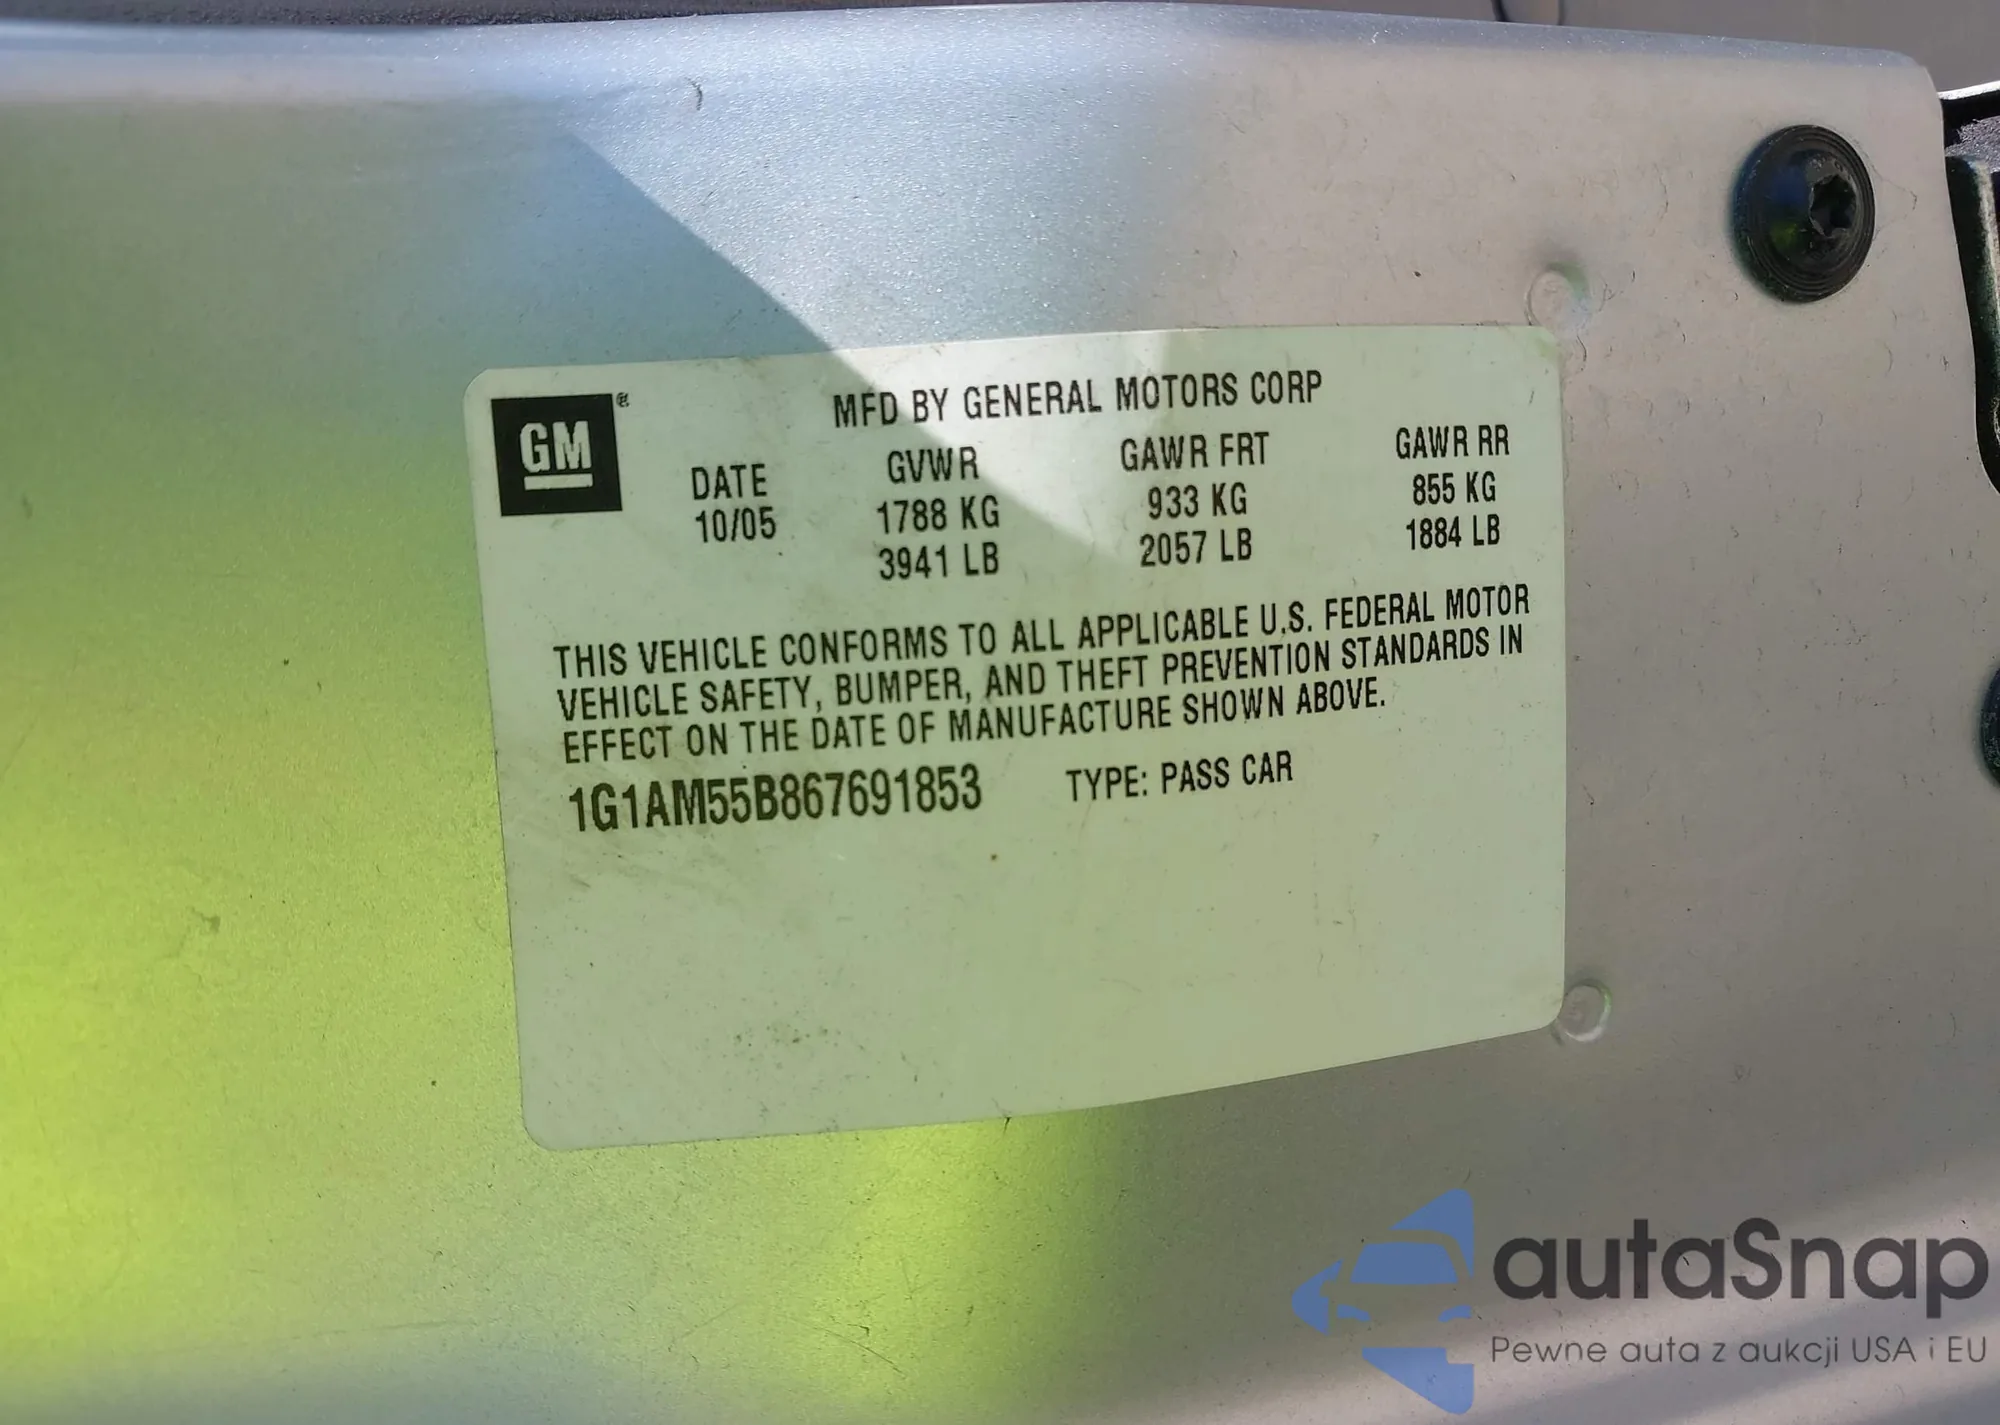 GM®
MFD BY GENERAL MOTORS CORP
DATE GVWR GAWR FRT GAWR RR
10/05 1788 KG 933 KG 855 KG
3941 LB 2057 LB 1884 LB
THIS VEHICLE CONFORMS TO ALL APPLICABLE U.S. FEDERAL MOTOR
VEHICLE SAFETY, BUMPER, AND THEFT PREVENTION STANDARDS IN
EFFECT ON THE DATE OF MANUFACTURE SHOWN ABOVE.
1G1AM55B867691853 TYPE: PASS CAR
autaSnap
Pewne auta z aukcji USA i EU